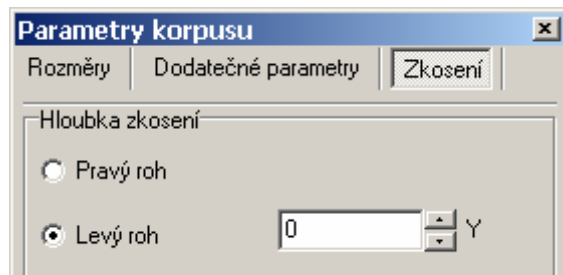 Parametry korpusu
Rozměry Dodatečné parametry Zkosení
Hloubka zkosení
Pravý roh
Levý roh 0 Y